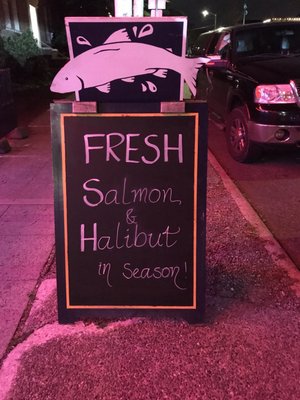 FRESH
Salmon
&
Halibut
in Season!